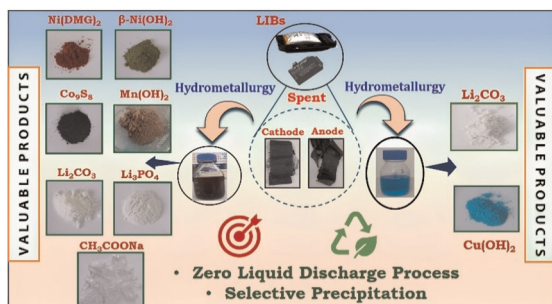 Ni(DMG)₂
β-Ni(OH)₂
LIBs
Hydrometallurgy
Hydrometallurgy
Spent
Co₉S₈
Mn(OH)₂
Li₂CO₃
Cathode
Anode
Li₂CO₃
Li₃PO₄
Cu(OH)₂
CH₃COONa
VALUABLE PRODUCTS
VALUABLE PRODUCTS
• Zero Liquid Discharge Process
• Selective Precipitation